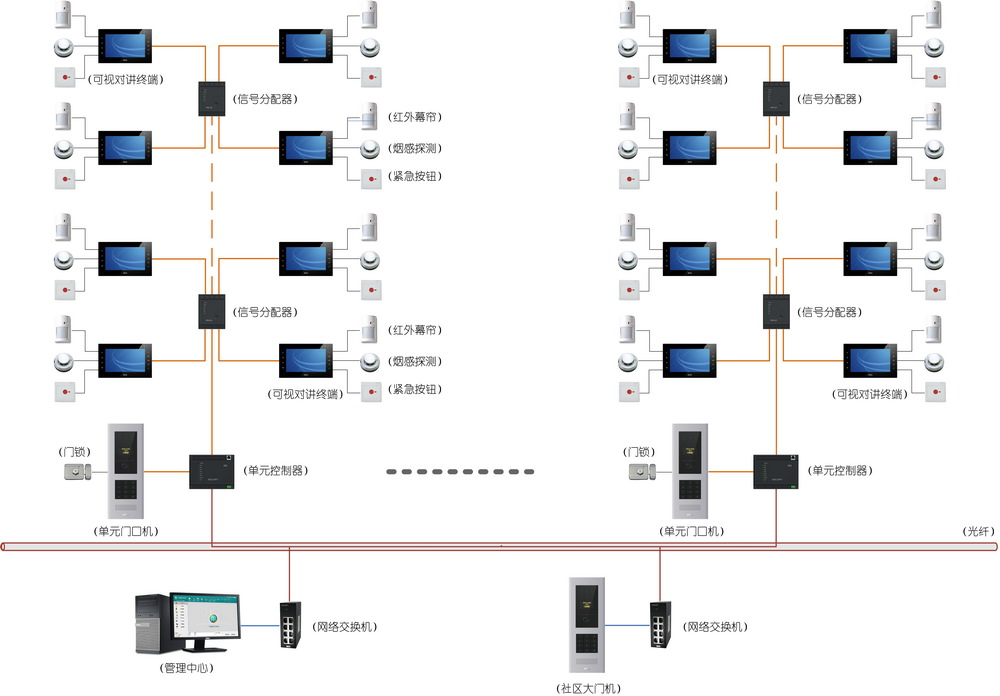 (可视对讲终端)
(可视对讲终端)
(信号分配器)
(信号分配器)
(红外幕帘)
(烟感探测)
(紧急按钮)
(信号分配器)
(信号分配器)
(红外幕帘)
(烟感探测)
(紧急按钮)
(可视对讲终端)
(可视对讲终端)
(门锁)
(单元控制器)
(门锁)
(单元控制器)
(单元门口机)
(单元门口机)
(光纤)
(网络交换机)
(网络交换机)
(管理中心)
(社区大门机)